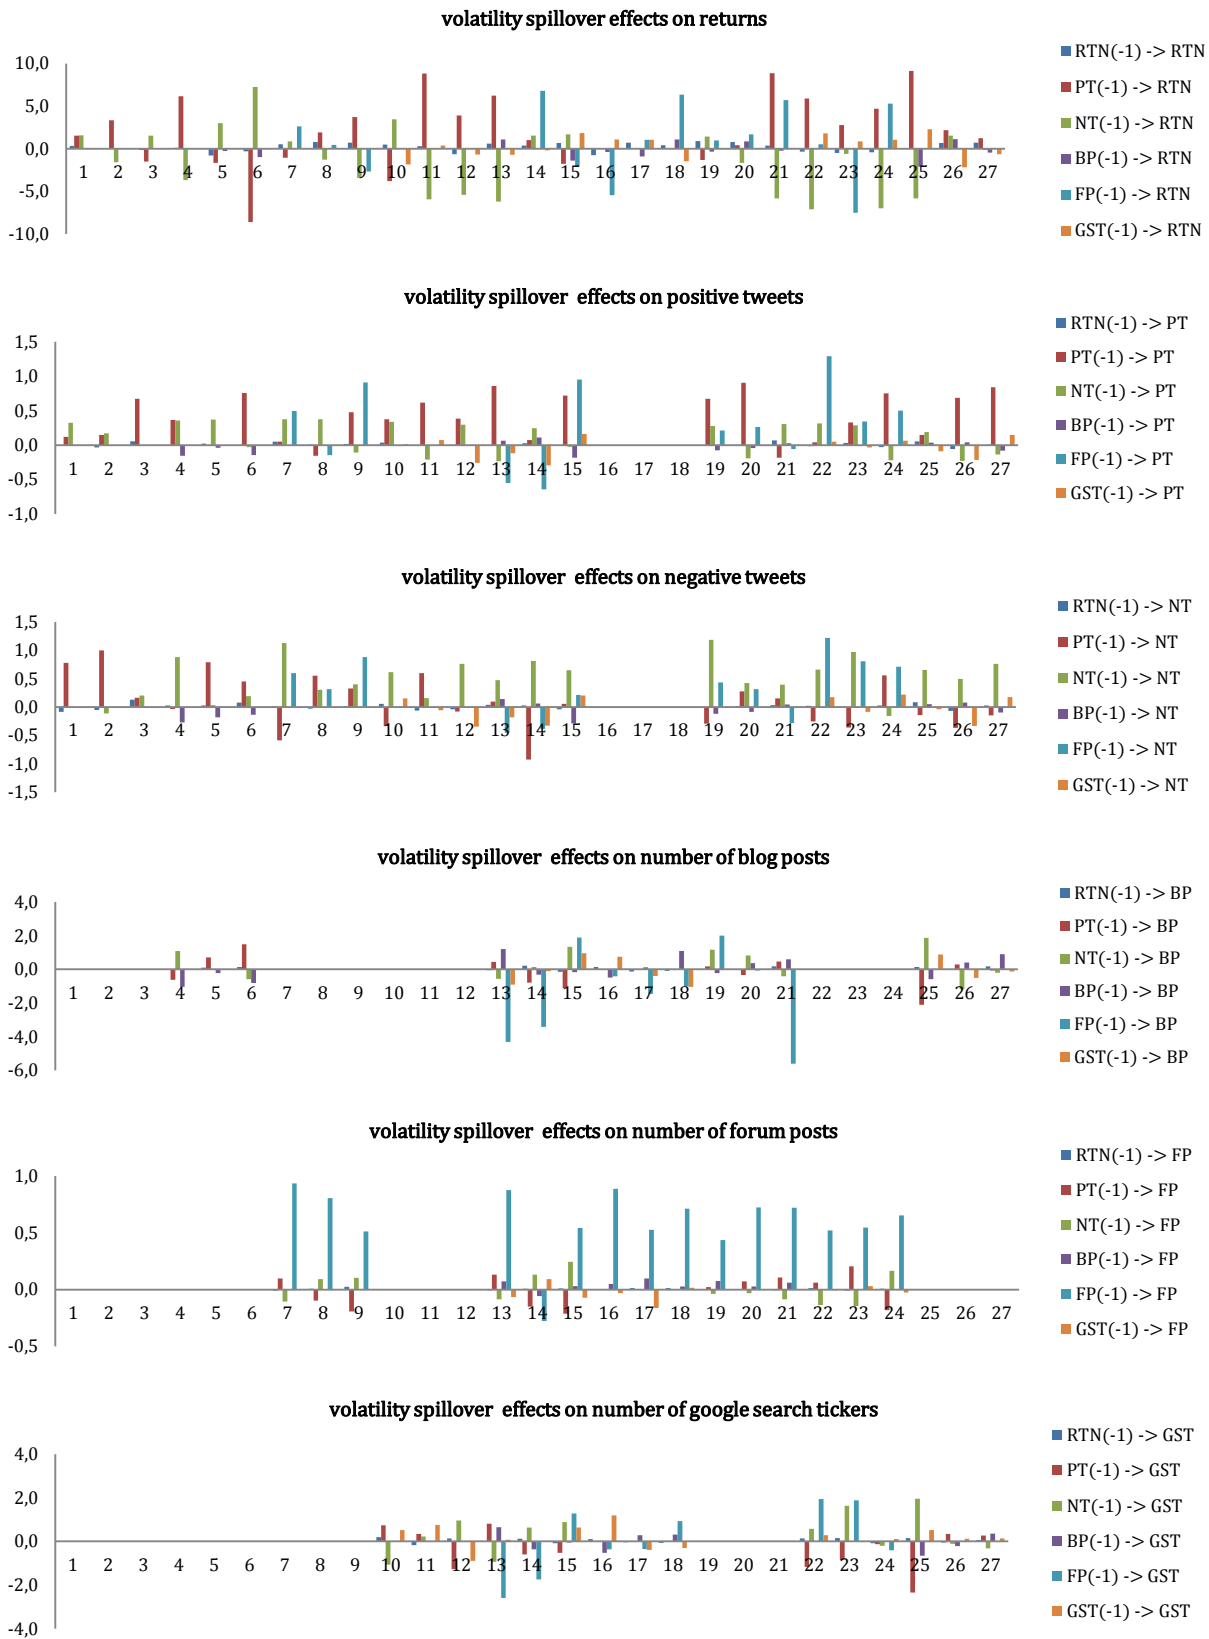 volatility spillover effects on returns
10,0
5,0
0,0
-5,0
-10,0
1 2 3 4 5 6 7 8 9 10 11 12 13 14 15 16 17 18 19 20 21 22 23 24 25 26 27
RTN(-1) -> RTN
PT(-1) -> RTN
NT(-1) -> RTN
BP(-1) -> RTN
FP(-1) -> RTN
GST(-1) -> RTN
volatility spillover effects on positive tweets
1,5
1,0
0,5
0,0
-0,5
-1,0
1 2 3 4 5 6 7 8 9 10 11 12 13 14 15 16 17 18 19 20 21 22 23 24 25 26 27
RTN(-1) -> PT
PT(-1) -> PT
NT(-1) -> PT
BP(-1) -> PT
FP(-1) -> PT
GST(-1) -> PT
volatility spillover effects on negative tweets
1,5
1,0
0,5
0,0
-0,5
-1,0
-1,5
1 2 3 4 5 6 7 8 9 10 11 12 13 14 15 16 17 18 19 20 21 22 23 24 25 26 27
RTN(-1) -> NT
PT(-1) -> NT
NT(-1) -> NT
BP(-1) -> NT
FP(-1) -> NT
GST(-1) -> NT
volatility spillover effects on number of blog posts
4,0
2,0
0,0
-2,0
-4,0
-6,0
1 2 3 4 5 6 7 8 9 10 11 12 13 14 15 16 17 18 19 20 21 22 23 24 25 26 27
RTN(-1) -> BP
PT(-1) -> BP
NT(-1) -> BP
BP(-1) -> BP
FP(-1) -> BP
GST(-1) -> BP
volatility spillover effects on number of forum posts
1,0
0,5
0,0
-0,5
1 2 3 4 5 6 7 8 9 10 11 12 13 14 15 16 17 18 19 20 21 22 23 24 25 26 27
RTN(-1) -> FP
PT(-1) -> FP
NT(-1) -> FP
BP(-1) -> FP
FP(-1) -> FP
GST(-1) -> FP
volatility spillover effects on number of google search tickers
4,0
2,0
0,0
-2,0
-4,0
1 2 3 4 5 6 7 8 9 10 11 12 13 14 15 16 17 18 19 20 21 22 23 24 25 26 27
RTN(-1) -> GST
PT(-1) -> GST
NT(-1) -> GST
BP(-1) -> GST
FP(-1) -> GST
GST(-1) -> GST